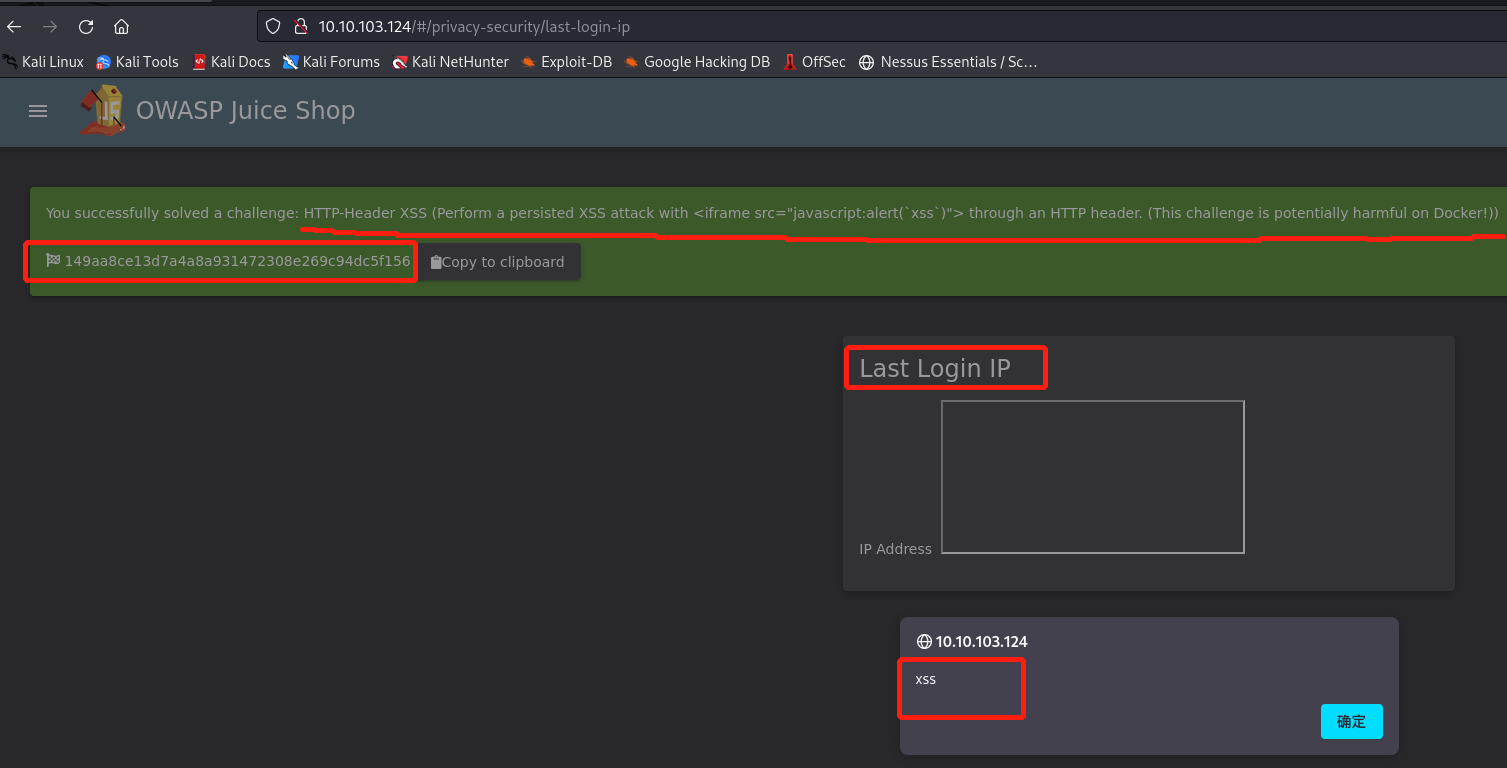 10.10.103.124/#/privacy-security/last-login-ip
Kali Linux Kali Tools Kali Docs Kali Forums Kali NetHunter Exploit-DB Google Hacking DB OffSec Nessus Essentials / Sc…
OWASP Juice Shop
You successfully solved a challenge: HTTP-Header XSS (Perform a persisted XSS attack with <iframe src="javascript:alert(`xss`)"> through an HTTP header. (This challenge is potentially harmful on Docker!))
149aa8ce13d7a4a8a931472308e269c94dc5f156 Copy to clipboard
Last Login IP
IP Address
10.10.103.124
xss
确定